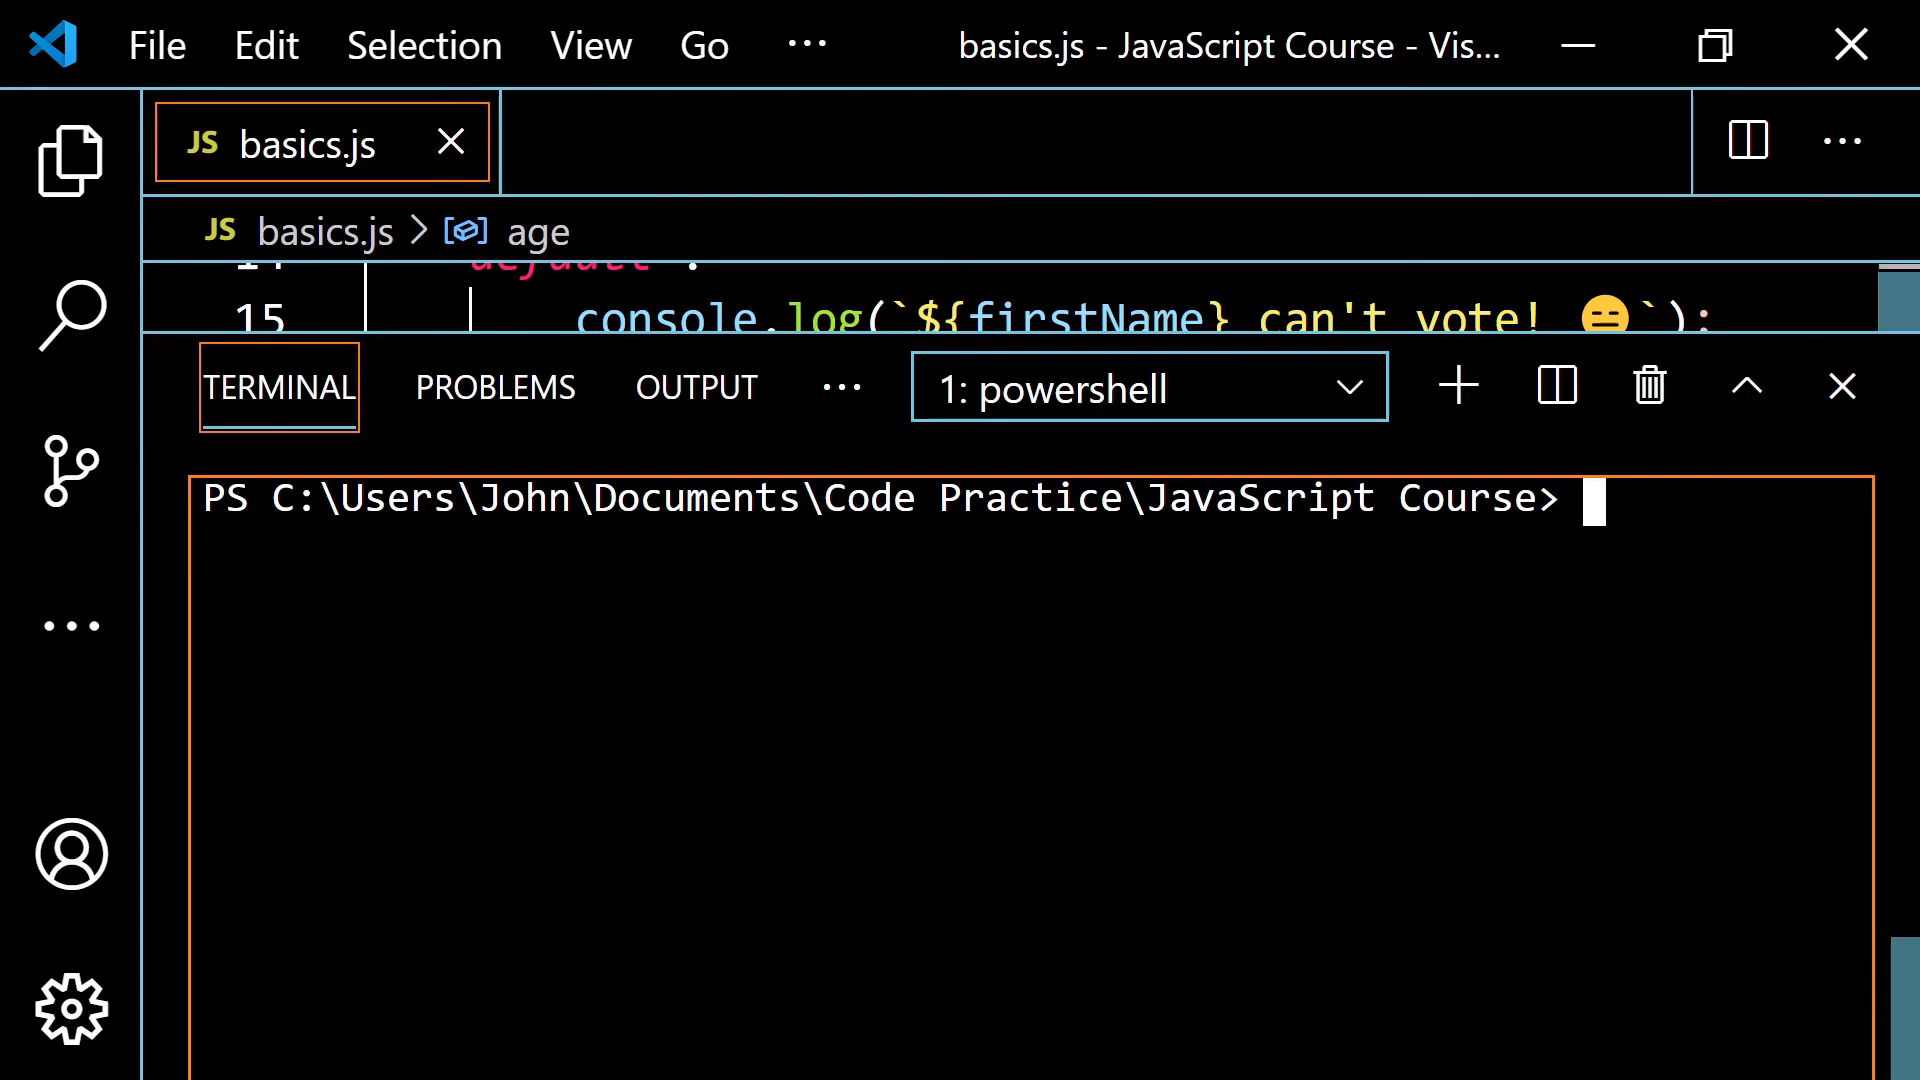 File Edit Selection View Go ··· basics.js - JavaScript Course - Vis...
JS basics.js
JS basics.js > age
default :
15 console.log(`${firstName} can't vote! 😑`);
TERMINAL PROBLEMS OUTPUT ··· 1: powershell
PS C:\Users\John\Documents\Code Practice\JavaScript Course>